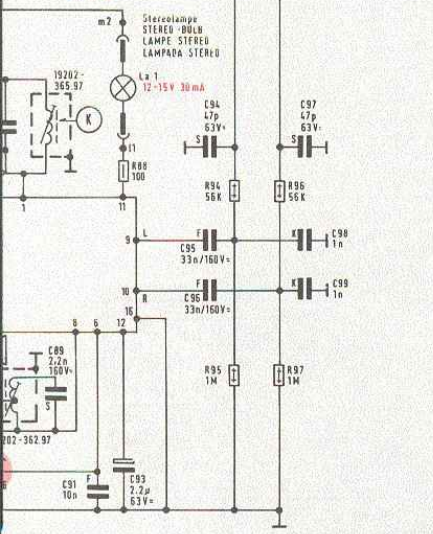 m2
Stereolampe
STEREO-BULB
LAMPE STEREO
LAMPADA STEREO
La 1
12-15V 30mA
19202-
365.97
K
l1
R88
100
11
1
C94
47p
63V=
S
C97
47p
63V=
S
R94
56K
R96
56K
9
L
F
C95
33n/160V=
K
C98
1n
10
R
F
C96
33n/160V=
K
C99
1n
16
8
6
12
C89
2,2n
160V=
S
202-362.97
R95
1M
R97
1M
F
C91
10n
C93
2.2µ
63V=